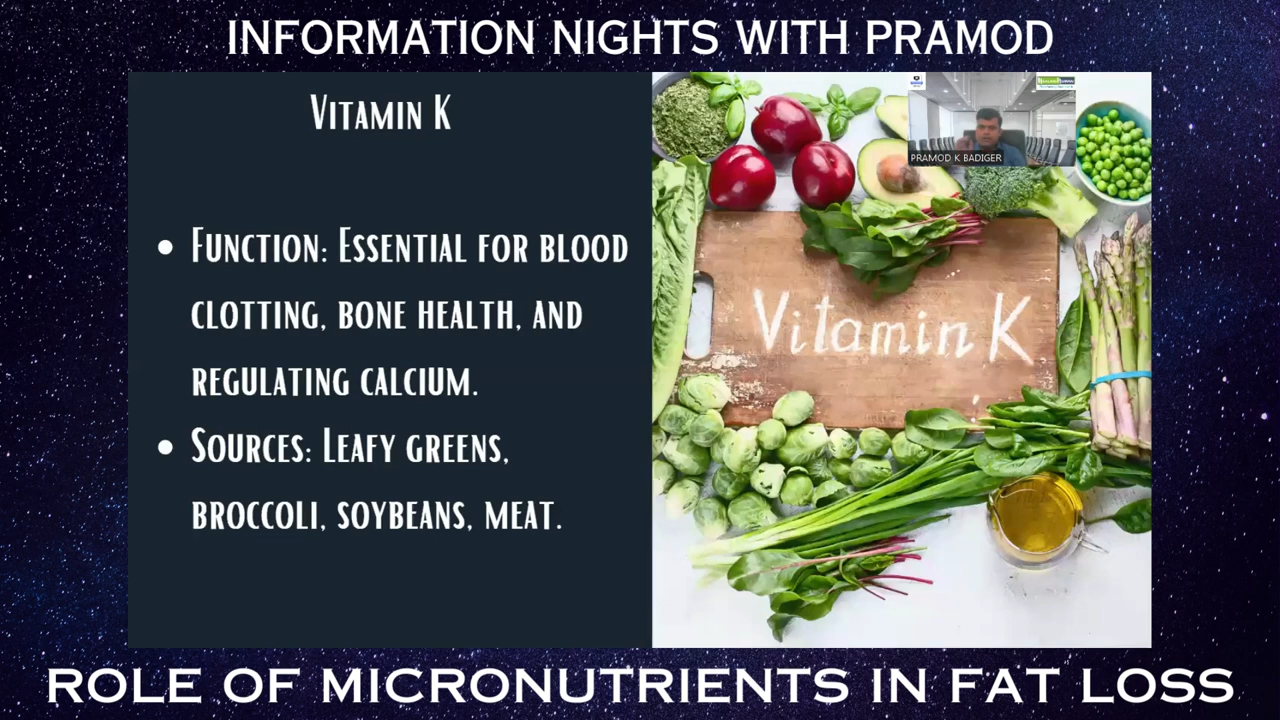 INFORMATION NIGHTS WITH PRAMOD
VITAMIN K
• FUNCTION: ESSENTIAL FOR BLOOD
CLOTTING, BONE HEALTH, AND
REGULATING CALCIUM.
• SOURCES: LEAFY GREENS,
BROCCOLI, SOYBEANS, MEAT.
PRAMOD K BADIGER
Vitamin K
ROLE OF MICRONUTRIENTS IN FAT LOSS